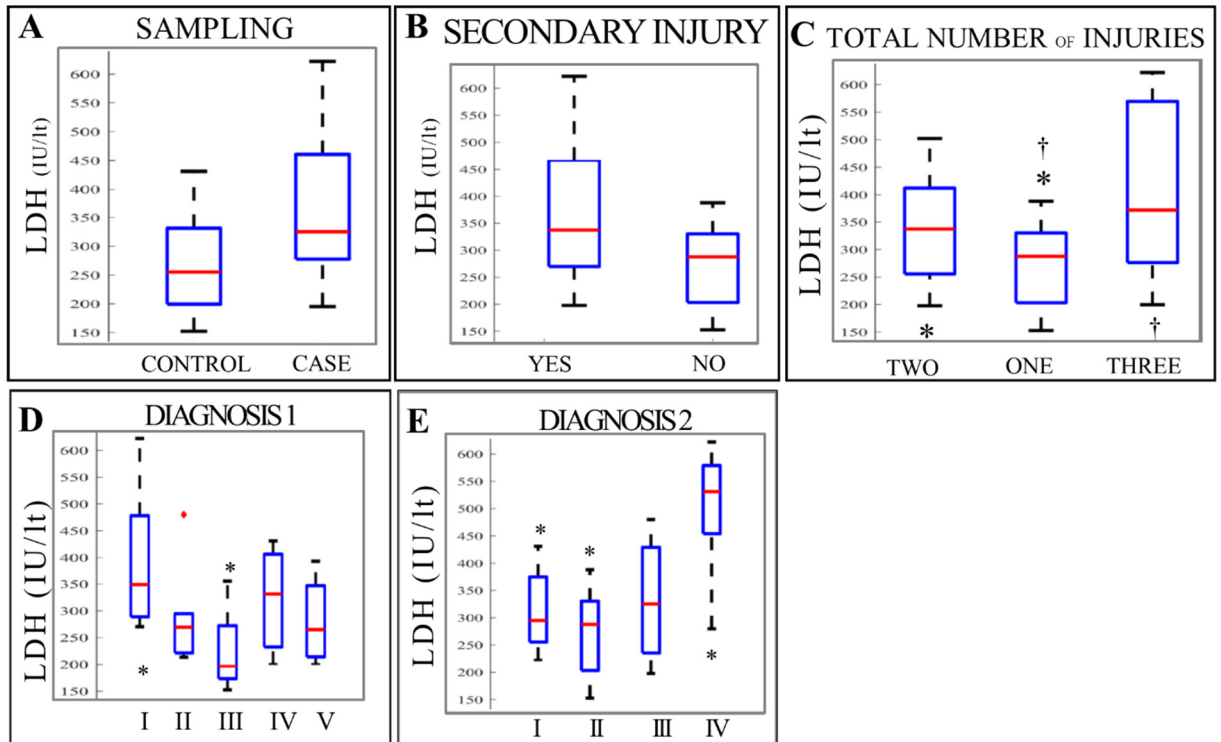 A SAMPLING
LDH (IU/lt)
600
550
500
450
400
350
300
250
200
150
CONTROL CASE
B SECONDARY INJURY
LDH (IU/lt)
600
550
500
450
400
350
300
250
200
150
YES NO
C TOTAL NUMBER OF INJURIES
LDH (IU/lt)
600
500
450
400
350
300
250
200
150
† * * †
TWO ONE THREE
D DIAGNOSIS 1
LDH (IU/lt)
600
550
500
450
400
350
300
250
200
150
* *
I II III IV V
E DIAGNOSIS 2
LDH (IU/lt)
600
550
500
450
400
350
300
250
200
150
* * *
I II III IV